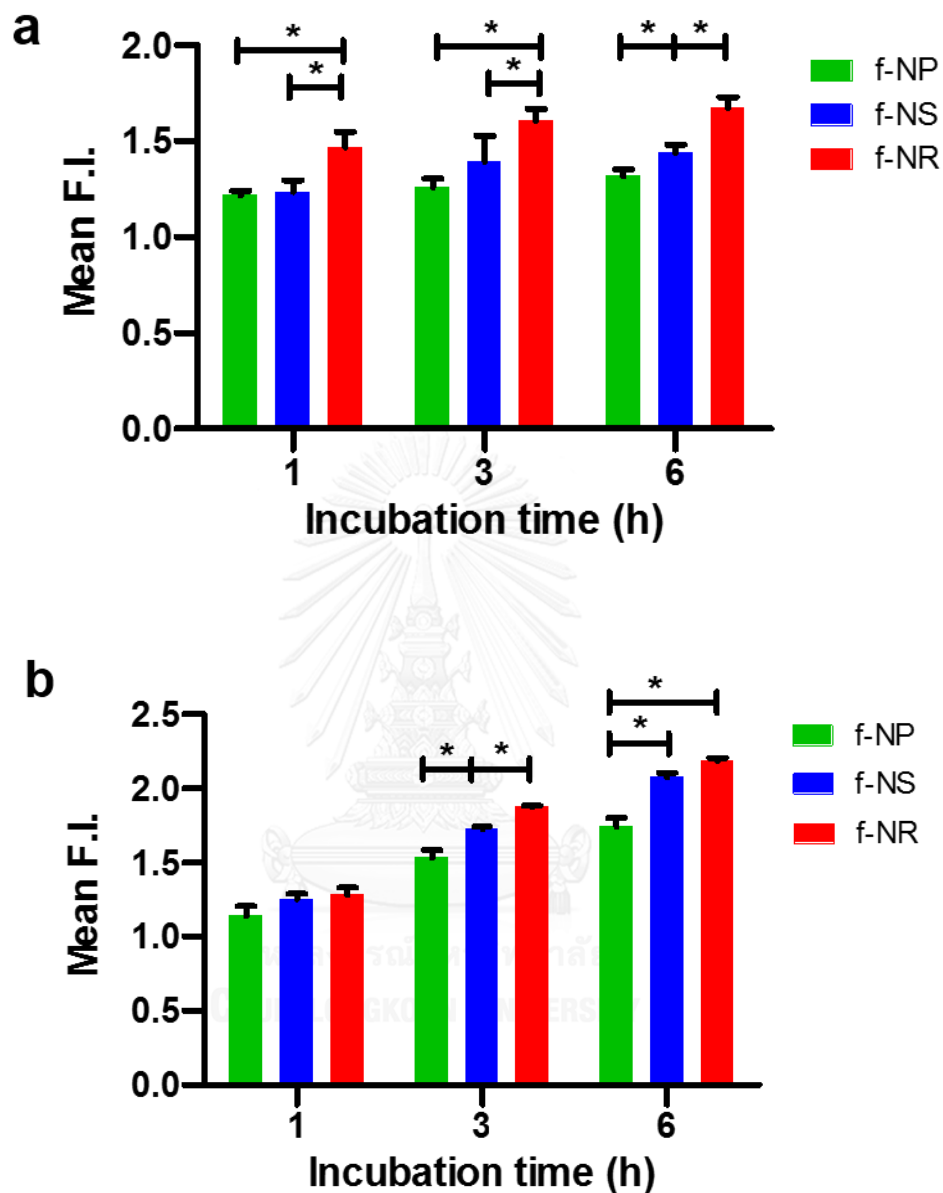 a
* * * *
* *
2.0
1.5
1.0
0.5
0.0
Mean F.I.
f-NP
f-NS
f-NR
1 3 6
Incubation time (h)
b
*
*
* *
2.5
2.0
1.5
1.0
0.5
0.0
Mean F.I.
f-NP
f-NS
f-NR
1 3 6
Incubation time (h)